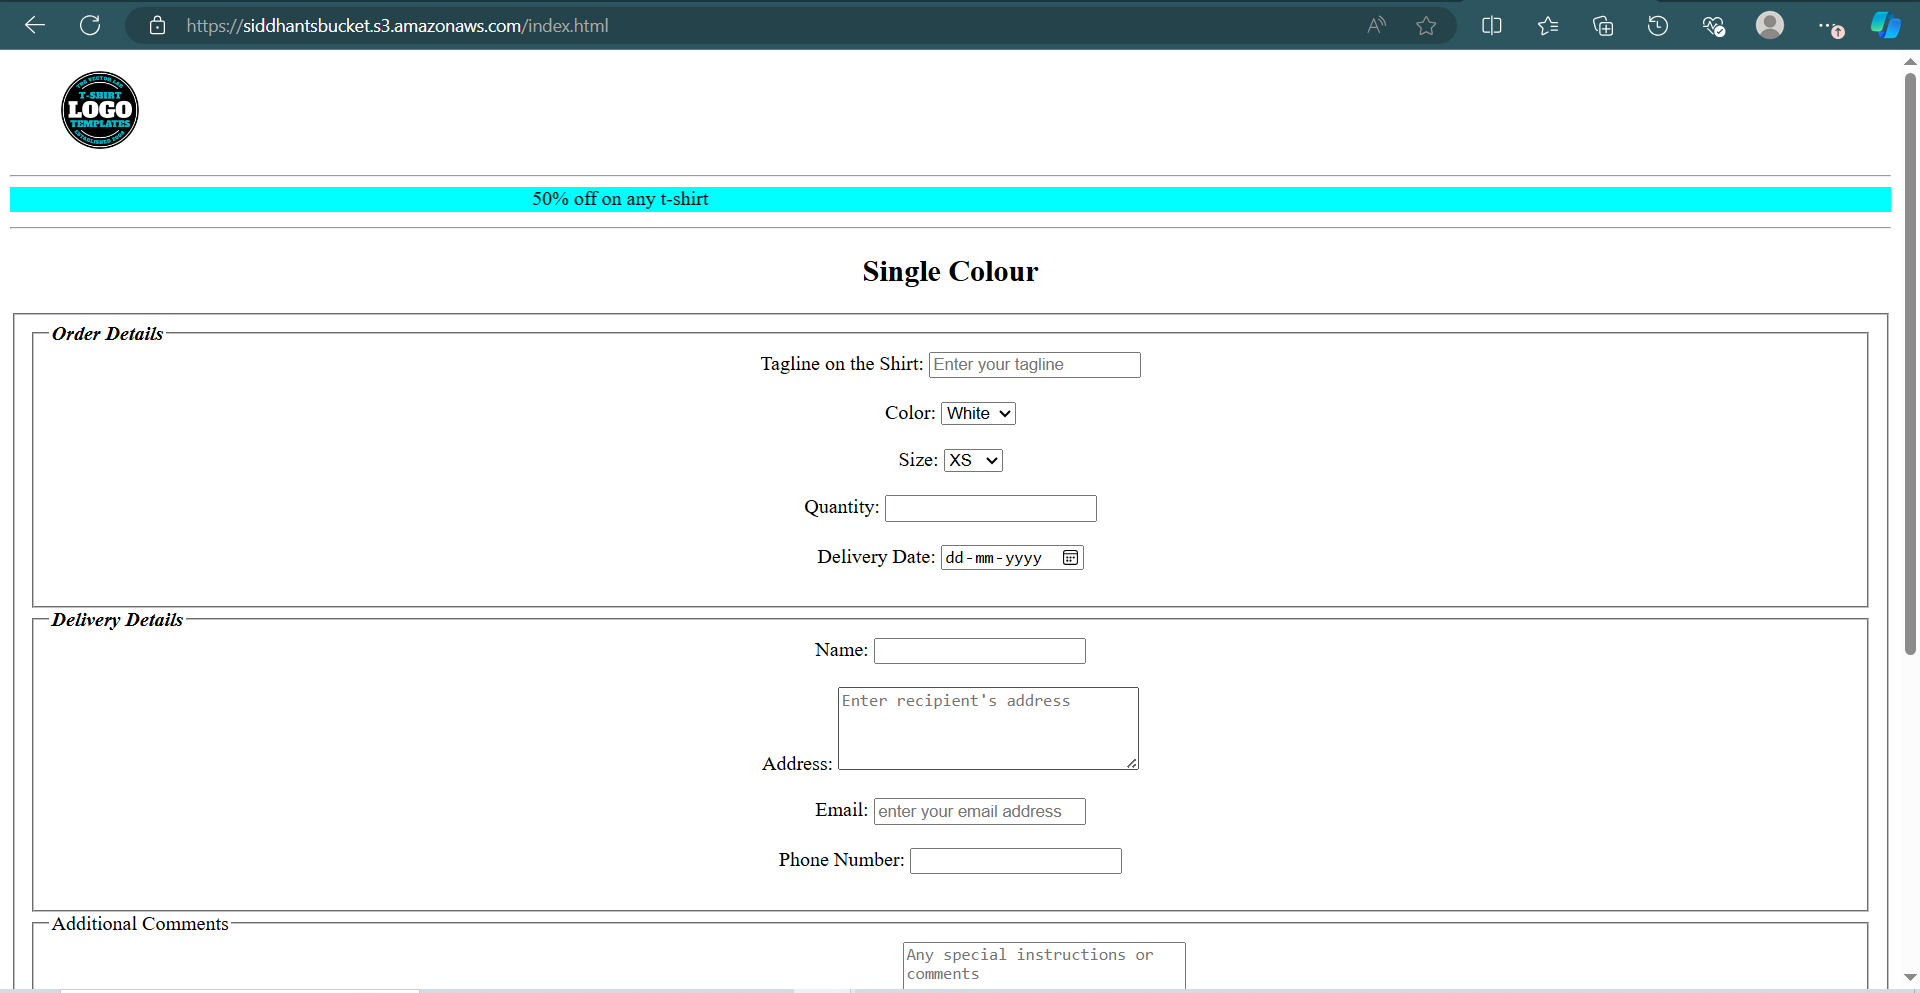 https://siddhantsbucket.s3.amazonaws.com/index.html
THE VECTOR LAB
T-SHIRT
LOGO
TEMPLATES
50% off on any t-shirt
Single Colour
Order Details
Tagline on the Shirt: Enter your tagline
Color: White
Size: XS
Quantity:
Delivery Date: dd-mm-yyyy
Delivery Details
Name:
Enter recipient's address
Address:
Email: enter your email address
Phone Number:
Additional Comments
Any special instructions or
comments